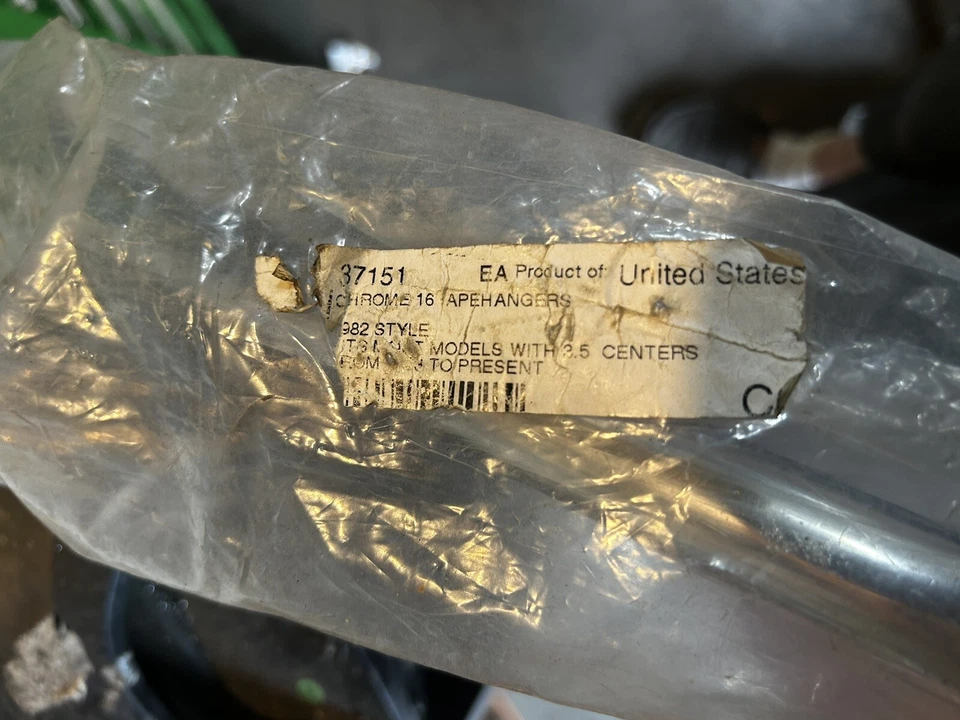 37151 EA Product of: United States
CHROME 16 APEHANGERS
982 STYLE
MODELS WITH 3.5 CENTERS
TO PRESENT
C